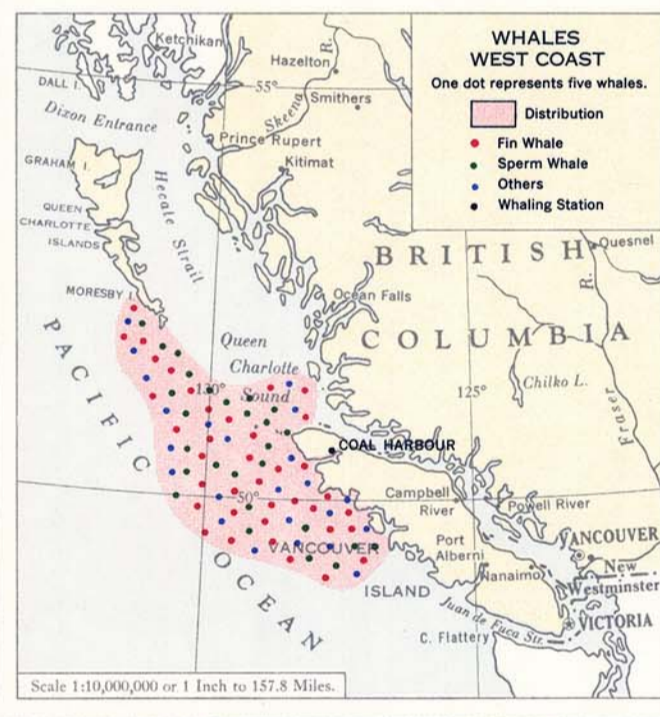 WHALES
WEST COAST
One dot represents five whales.
Distribution
Fin Whale
Sperm Whale
Others
Whaling Station
Ketchikan
Hazelton
R.
DALL I.
55°
Skeena
Smithers
Dixon Entrance
Prince Rupert
Kitimat
GRAHAM I.
Hecate Strait
QUEEN
CHARLOTTE
ISLANDS
BRITISH
Quesnel
R.
MORESBY I.
Ocean Falls
PACIFIC
Queen
Charlotte
Sound
COLUMBIA
130°
125°
Chilko L.
Fraser
COAL HARBOUR
50°
Campbell
River
Powell River
VANCOUVER
Port
Alberni
VANCOUVER
New
Westminster
Nanaimo
OCEAN
ISLAND
Juan de Fuca Str.
VICTORIA
C. Flattery
Scale 1:10,000,000 or 1 Inch to 157.8 Miles.